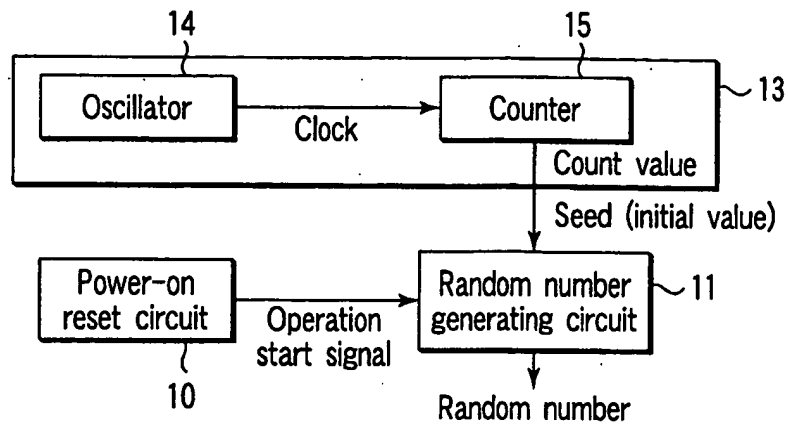 14
15
13
Oscillator
Clock
Counter
Count value
Seed (initial value)
Power-on
reset circuit
10
Operation
start signal
Random number
generating circuit
11
Random number